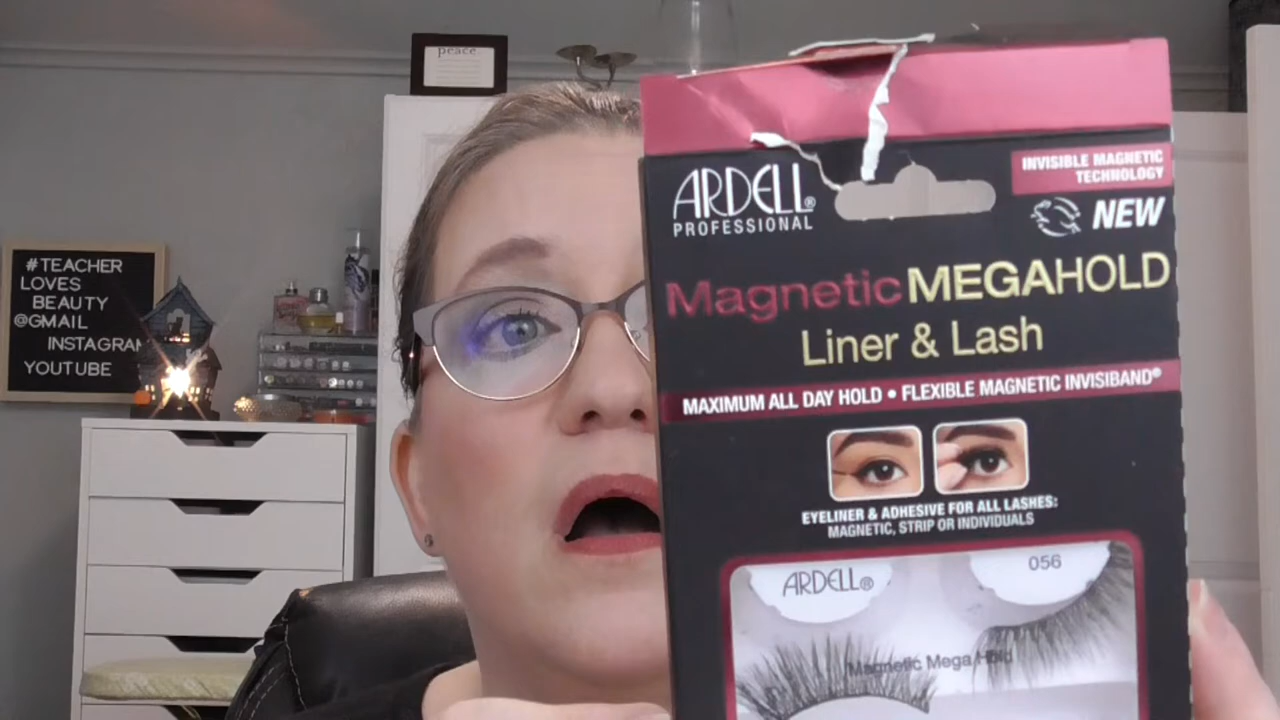 peace.
#TEACHER
LOVES
BEAUTY
@GMAIL
INSTAGRAM
YOUTUBE
ARDELL®
PROFESSIONAL
INVISIBLE MAGNETIC
TECHNOLOGY
NEW
Magnetic MEGAHOLD
Liner & Lash
MAXIMUM ALL DAY HOLD • FLEXIBLE MAGNETIC INVISIBAND®
EYELINER & ADHESIVE FOR ALL LASHES:
MAGNETIC, STRIP OR INDIVIDUALS
ARDELL®
056
Magnetic Mega Hold